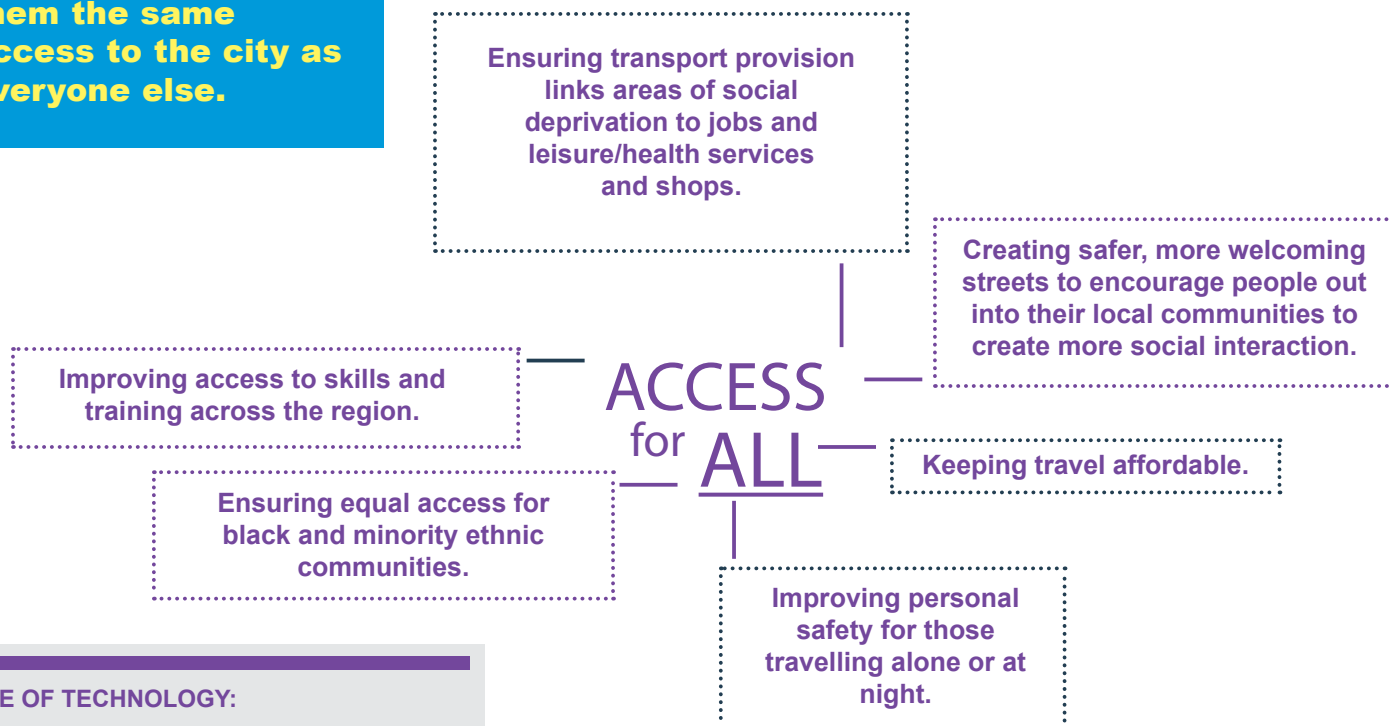 the same
to the city as
else.
Ensuring transport provision
links areas of social
deprivation to jobs and
leisure/health services
and shops.
Creating safer, more welcoming
streets to encourage people out
into their local communities to
create more social interaction.
Improving access to skills and
training across the region.
ACCESS
for ALL
Keeping travel affordable.
Ensuring equal access for
black and minority ethnic
communities.
Improving personal
safety for those
travelling alone or at
night.
OF TECHNOLOGY: